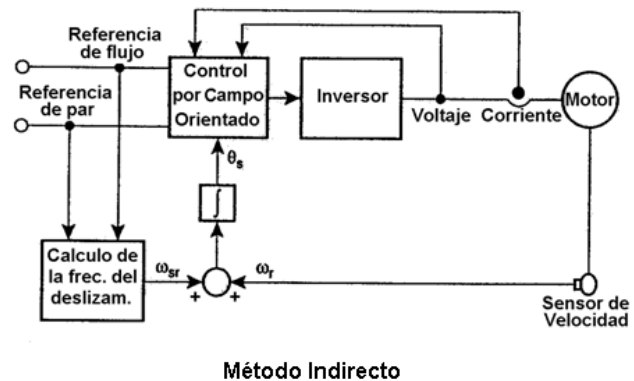 Referencia
de flujo
Referencia
de par
Control
por Campo
Orientado
Inversor
Voltaje
Corriente
Motor
θs
∫
Calculo de
la frec. del
deslizam.
ωsr
+
+
ωr
Sensor de
Velocidad
Método Indirecto